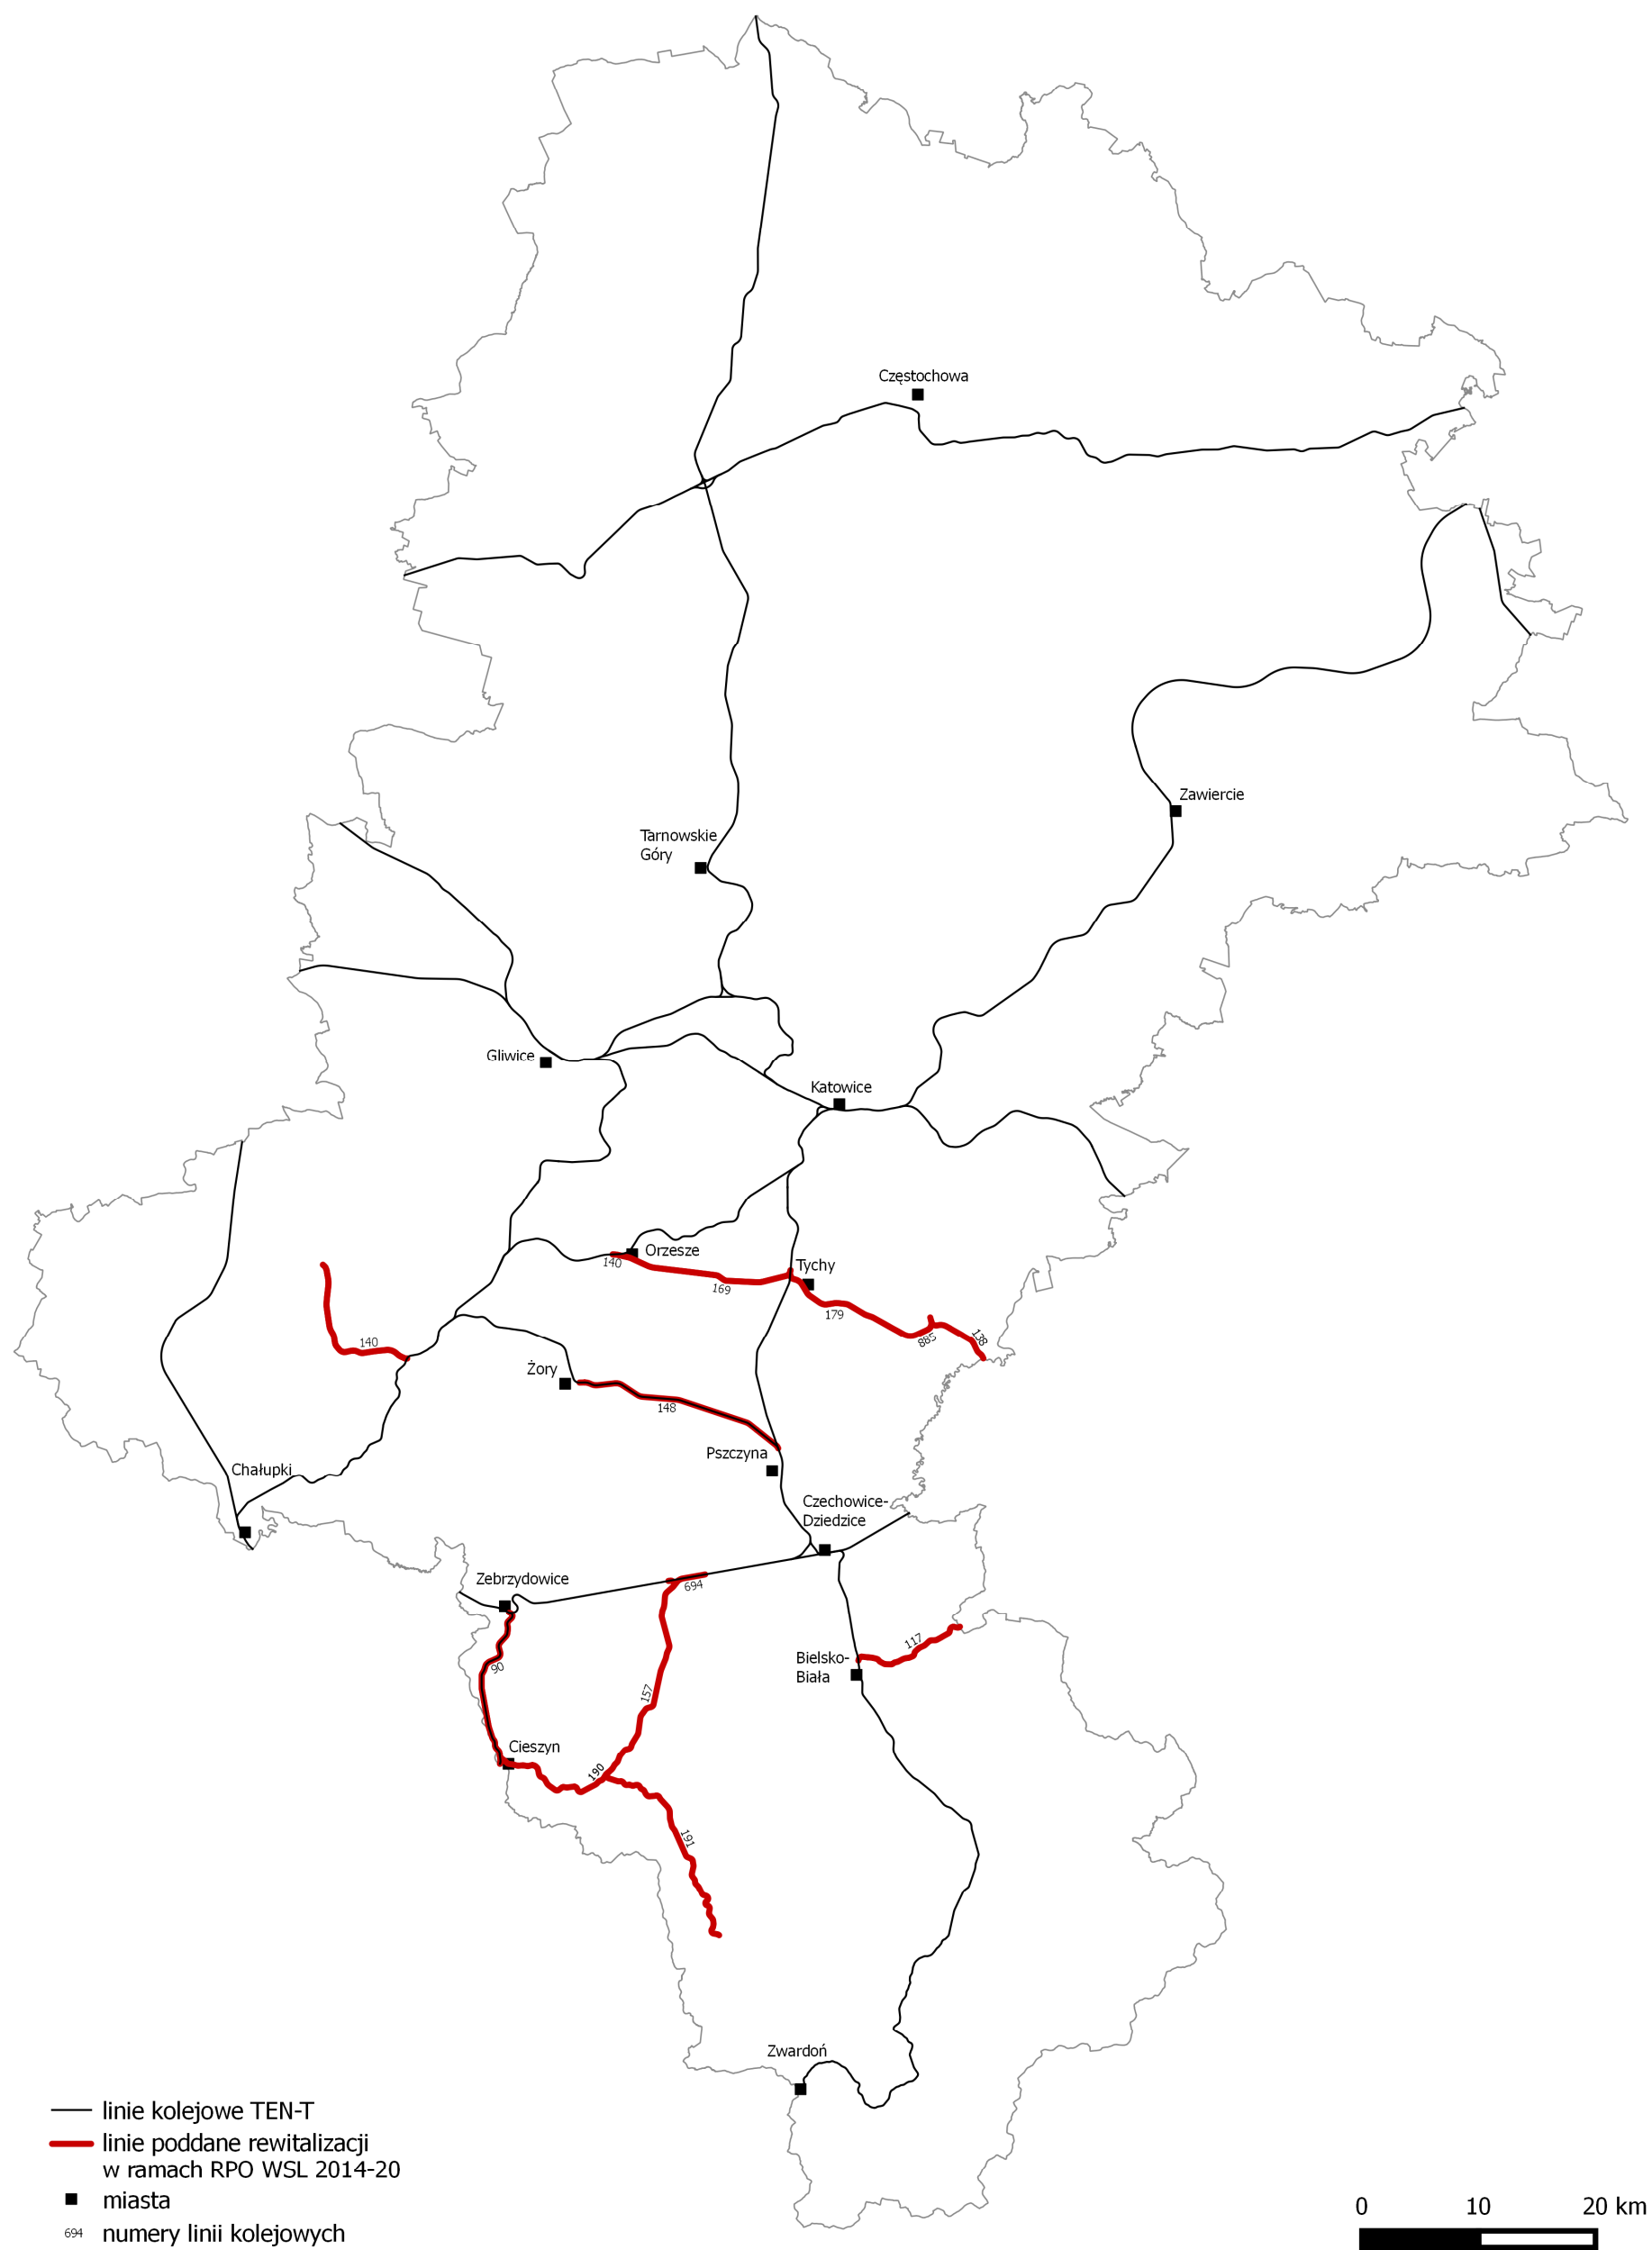 Częstochowa
Zawiercie
Tarnowskie
Góry
Gliwice
Katowice
Orzesze
140
Tychy
169
179
885
138
140
Żory
148
Pszczyna
Chałupki
Czechowice-
Dziedzice
Zebrzydowice
694
90
117
Bielsko-
Biała
157
Cieszyn
190
191
Zwardoń
linie kolejowe TEN-T
linie poddane rewitalizacji
w ramach RPO WSL 2014-20
miasta
694 numery linii kolejowych
0 10 20 km